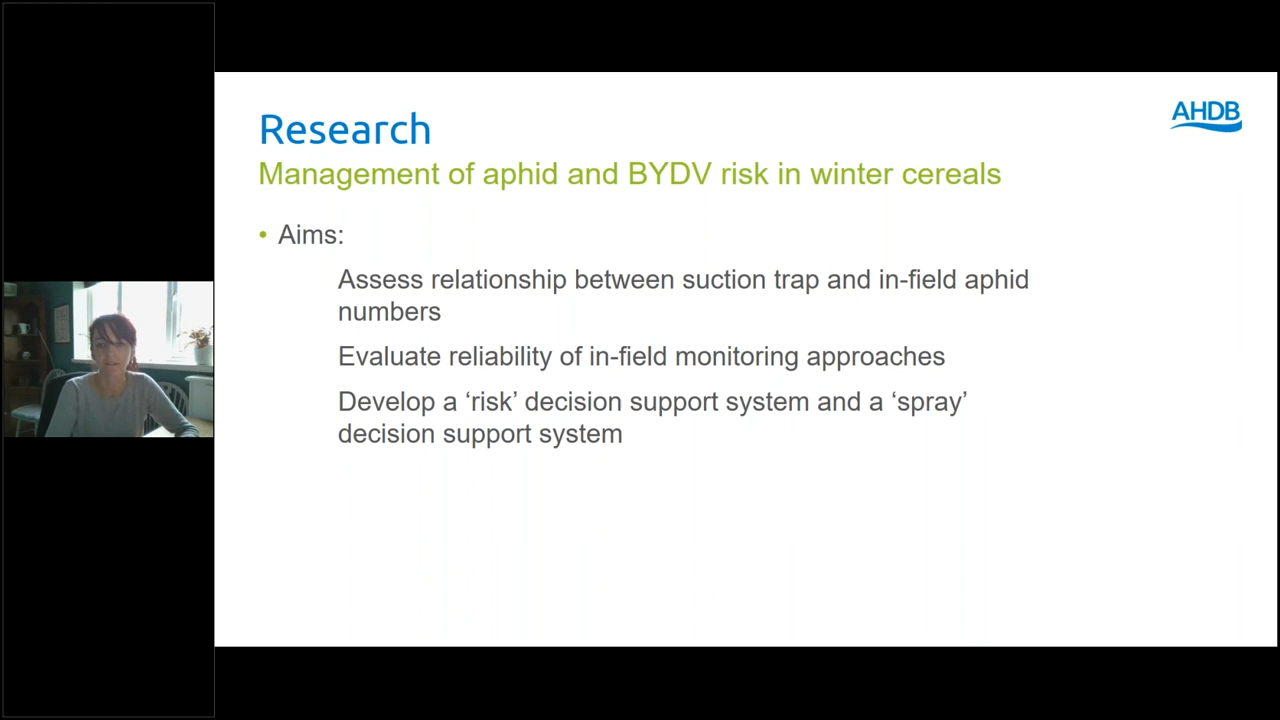 AHDB
Research
Management of aphid and BYDV risk in winter cereals
• Aims:
Assess relationship between suction trap and in-field aphid
numbers
Evaluate reliability of in-field monitoring approaches
Develop a ‘risk’ decision support system and a ‘spray’
decision support system